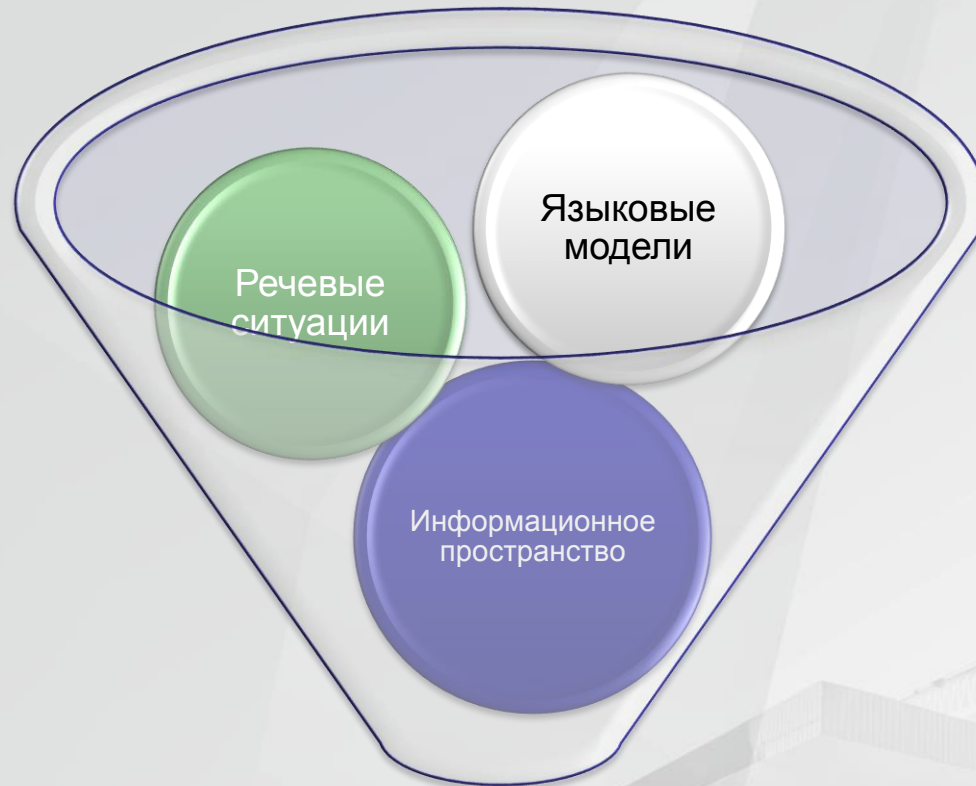 Языковые
модели
Речевые
ситуации
Информационное
пространство